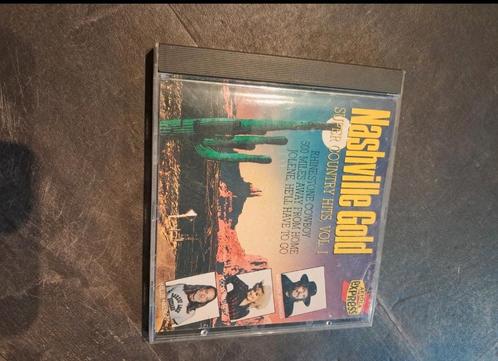 Nashville Gold
SUPER COUNTRY HITS VOL. 1
RHINESTONE COWBOY
500 MILES AWAY FROM HOME
JOLENE, HE'LL HAVE TO GO
ARIOLA
EXPRESS